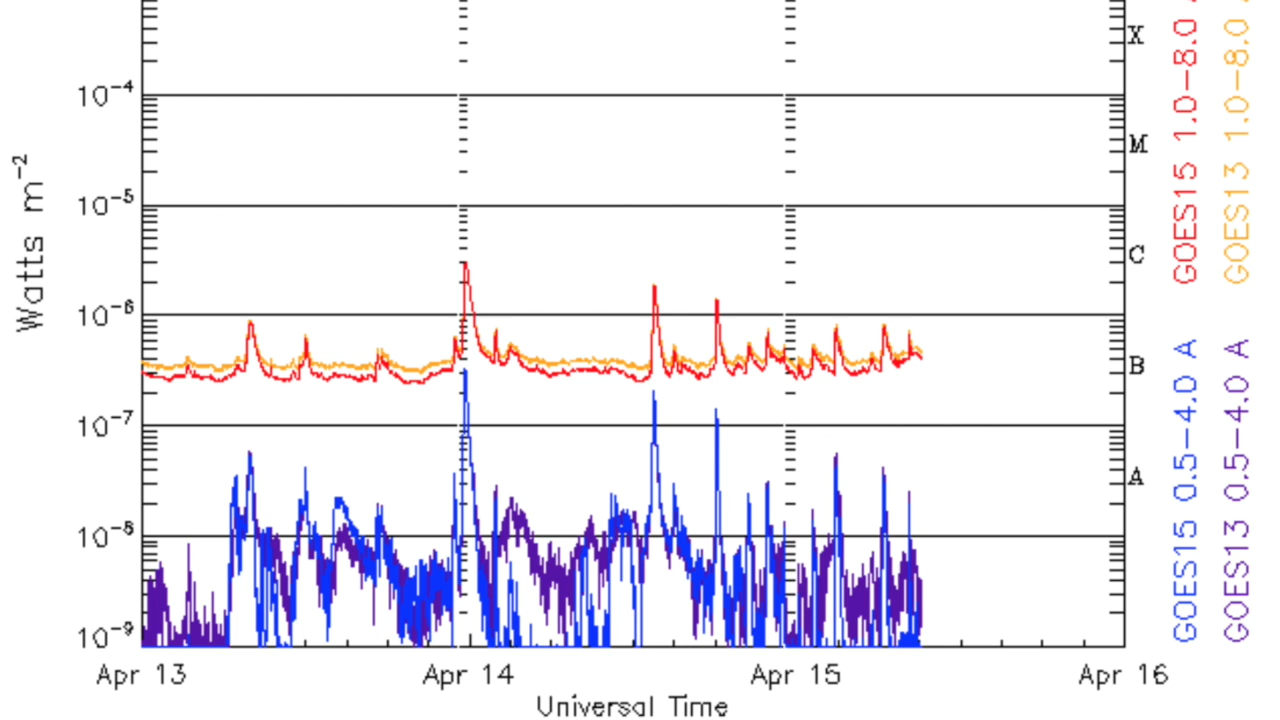 X
10⁻⁴
M
10⁻⁵
C
10⁻⁶
B
10⁻⁷
A
10⁻⁸
10⁻⁹
Watts m⁻²
Apr 13 Apr 14 Apr 15 Apr 16
Universal Time
GOES15 0.5-4.0 A GOES15 1.0-8.0
GOES13 0.5-4.0 A GOES13 1.0-8.0